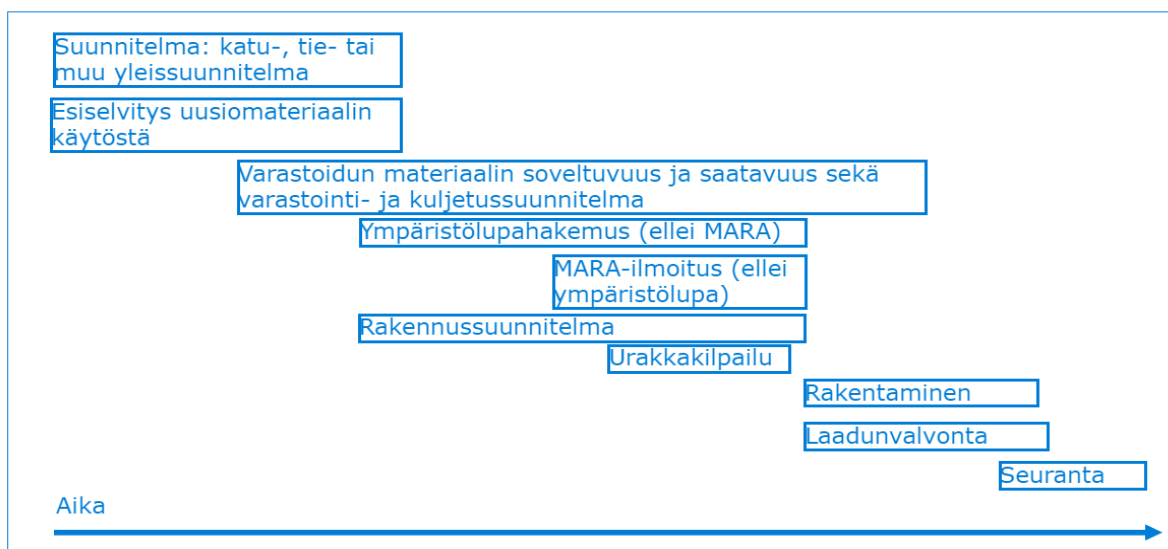 Suunnitelma: katu-, tie- tai
muu yleissuunnitelma
Esiselvitys uusiomateriaalin
käytöstä
Varastoidun materiaalin soveltuvuus ja saatavuus sekä
varastointi- ja kuljetussuunnitelma
Ympäristölupahakemus (ellei MARA)
MARA-ilmoitus (ellei
ympäristölupa)
Rakennussuunnitelma
Urakkakilpailu
Rakentaminen
Laadunvalvonta
Seuranta
Aika